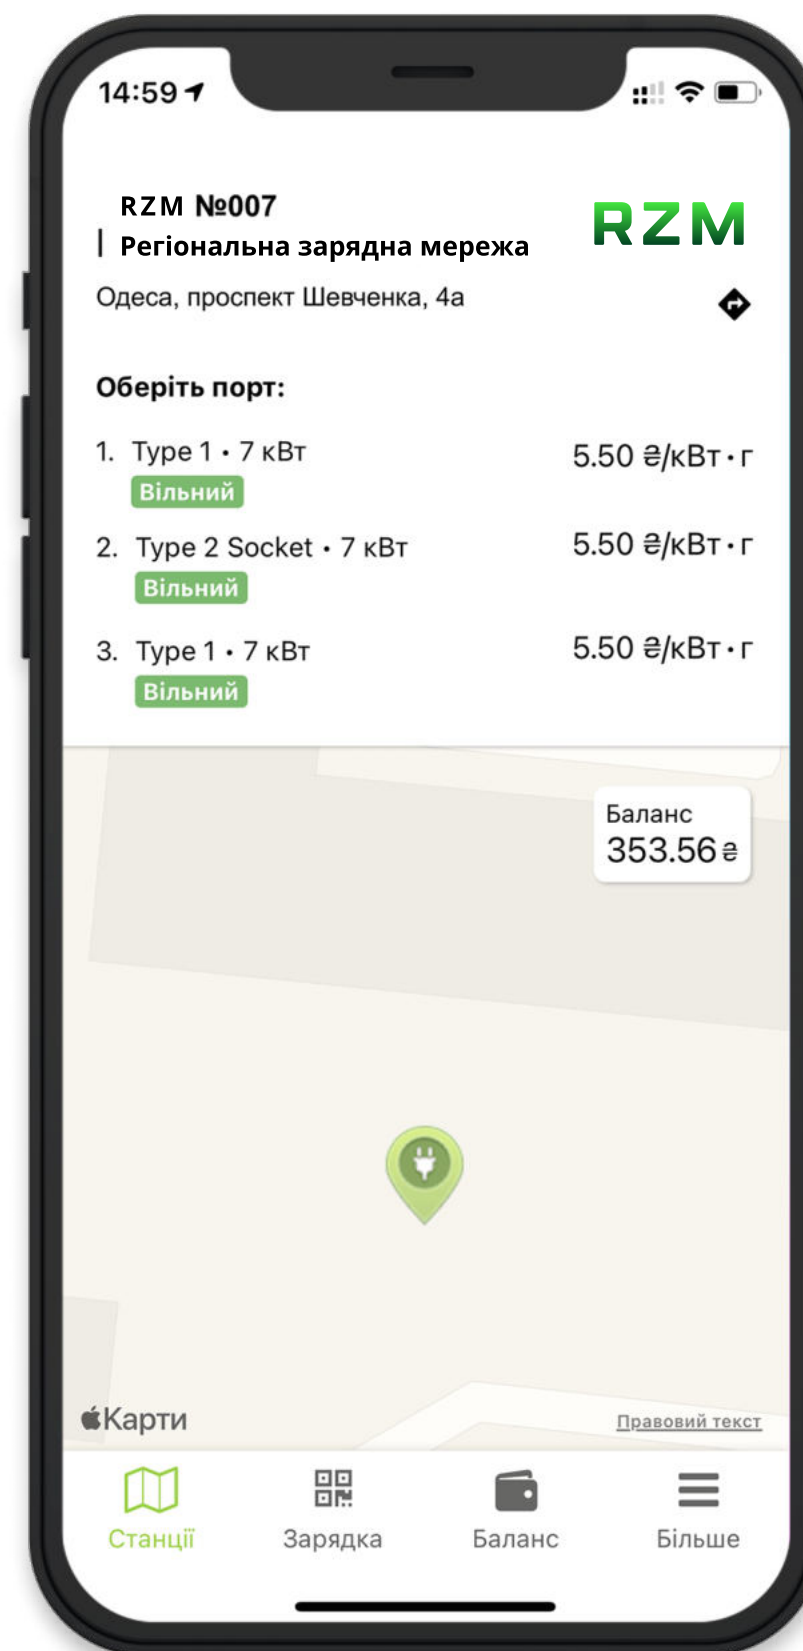 14:59
RZM №007
RZM
| Регіональна зарядна мережа
Одеса, проспект Шевченка, 4а
Оберіть порт:
1. Type 1 • 7 кВт
5.50 ₴/кВт·г
Вільний
2. Type 2 Socket • 7 кВт
5.50 ₴/кВт·г
Вільний
3. Type 1 • 7 кВт
5.50 ₴/кВт·г
Вільний
Баланс
353.56 ₴
Карти
Правовий текст
Станції
Зарядка
Баланс
Більше